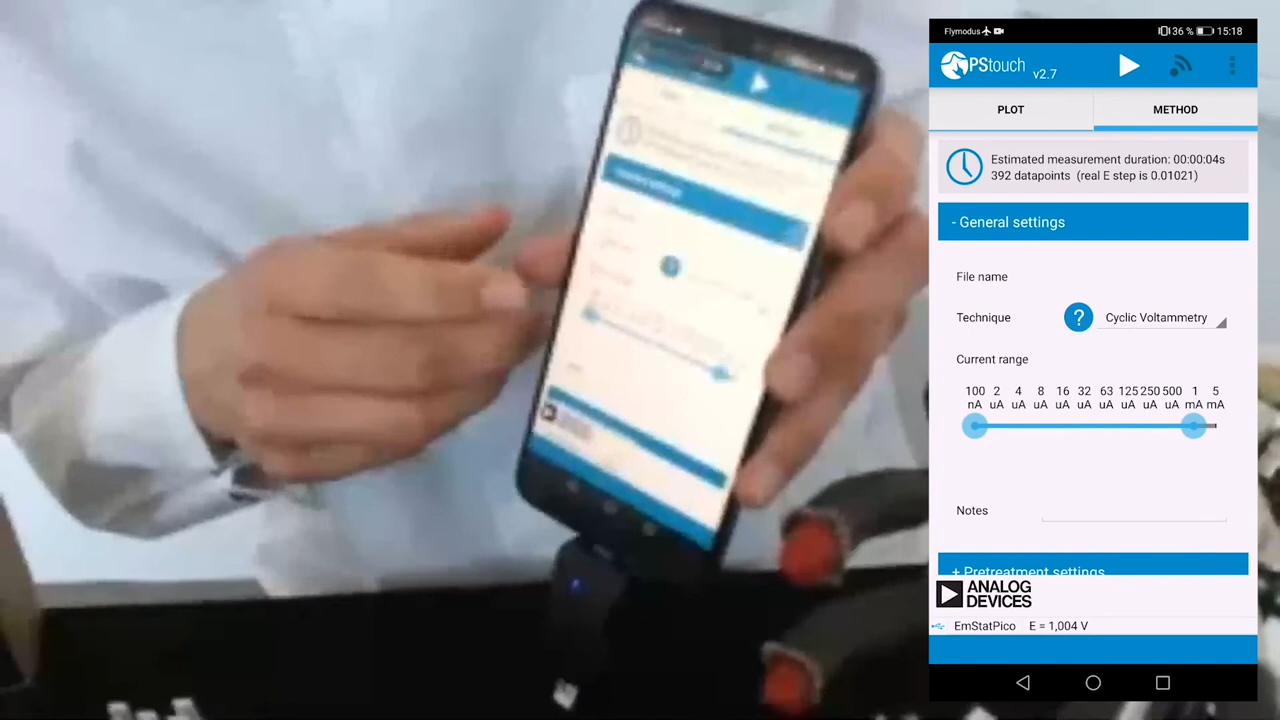 Flymodus 36 % 15:18
PStouch v2.7
PLOT METHOD
Estimated measurement duration: 00:00:04s
392 datapoints (real E step is 0.01021)
- General settings
File name
Technique ? Cyclic Voltammetry
Current range
100 2 4 8 16 32 63 125 250 500 1 5
nA uA uA uA uA uA uA uA uA uA mA mA
Notes
+ Pretreatment settings
ANALOG
DEVICES
EmStatPico E = 1,004 V